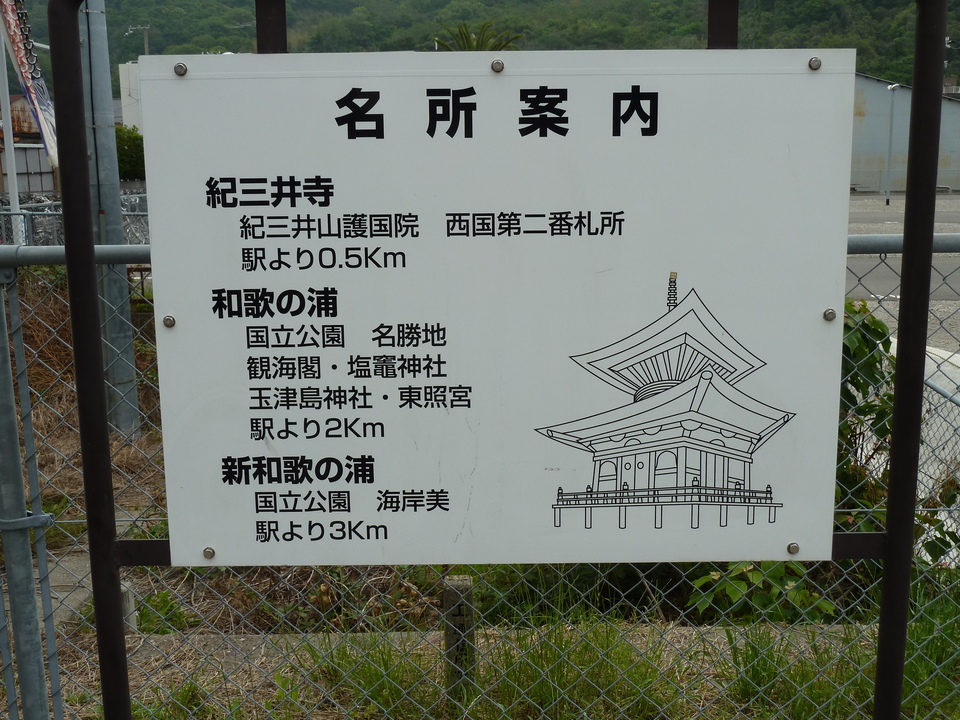 名所案内
紀三井寺
紀三井山護国院　西国第二番札所
駅より0.5Km
和歌の浦
国立公園　名勝地
観海閣・塩竈神社
玉津島神社・東照宮
駅より2Km
新和歌の浦
国立公園　海岸美
駅より3Km